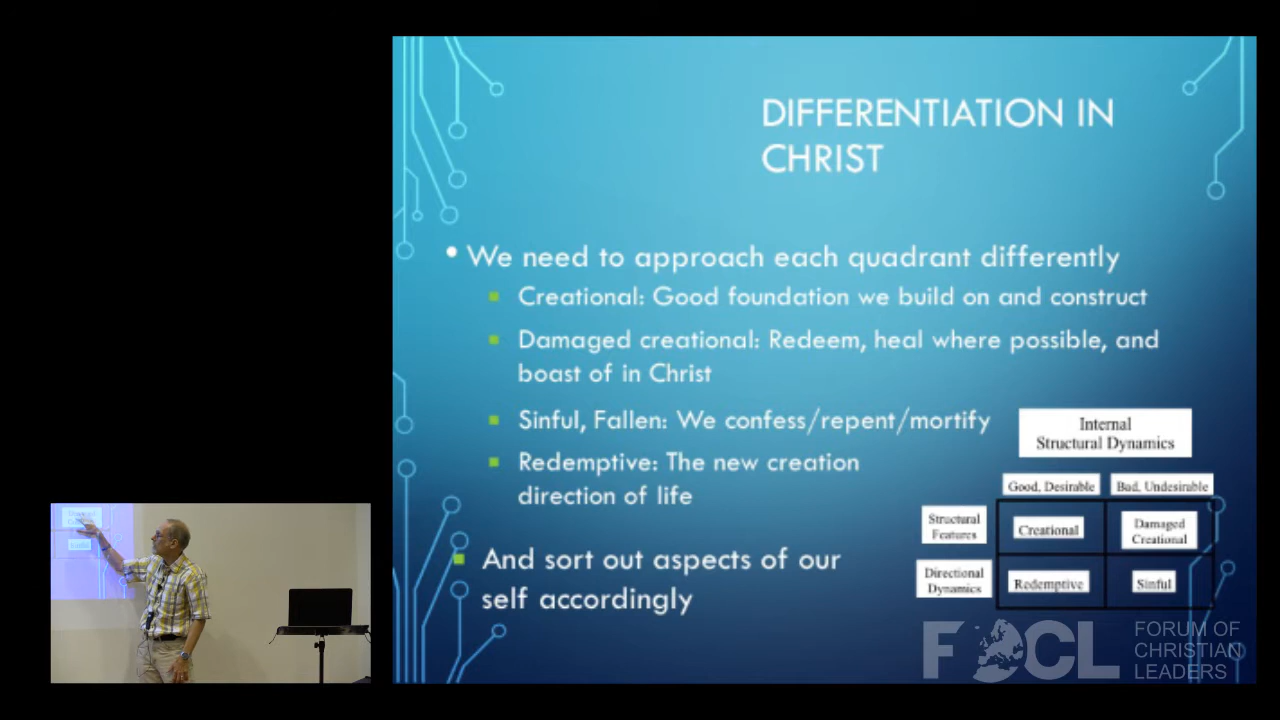 DIFFERENTIATION IN
CHRIST
• We need to approach each quadrant differently
Creational: Good foundation we build on and construct
Damaged creational: Redeem, heal where possible, and
boast of in Christ
Sinful, Fallen: We confess/repent/mortify
Redemptive: The new creation
direction of life
And sort out aspects of our
self accordingly
Internal
Structural Dynamics
Good, Desirable
Bad, Undesirable
Structural
Features
Creational
Damaged
Creational
Directional
Dynamics
Redemptive
Sinful
FOCL
FORUM OF
CHRISTIAN
LEADERS